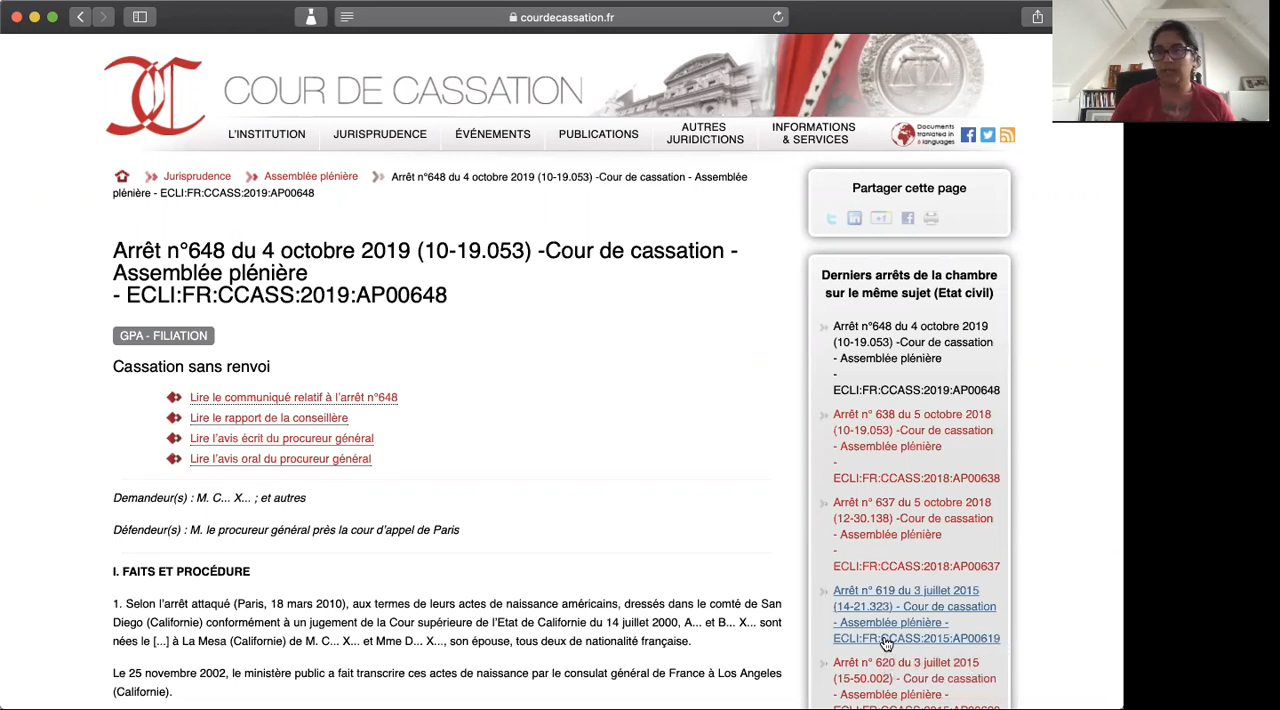 courdecassation.fr
COUR DE CASSATION
L'INSTITUTION
JURISPRUDENCE
ÉVÉNEMENTS
PUBLICATIONS
AUTRES
JURIDICTIONS
INFORMATIONS
& SERVICES
Documents
translated in
6 languages
Jurisprudence
Assemblée plénière
Arrêt n°648 du 4 octobre 2019 (10-19.053) -Cour de cassation - Assemblée
plénière - ECLI:FR:CCASS:2019:AP00648
Arrêt n°648 du 4 octobre 2019 (10-19.053) -Cour de cassation -
Assemblée plénière
- ECLI:FR:CCASS:2019:AP00648
GPA - FILIATION
Cassation sans renvoi
Lire le communiqué relatif à l'arrêt n°648
Lire le rapport de la conseillère
Lire l'avis écrit du procureur général
Lire l'avis oral du procureur général
Demandeur(s) : M. C... X... ; et autres
Défendeur(s) : M. le procureur général près la cour d'appel de Paris
I. FAITS ET PROCÉDURE
1. Selon l'arrêt attaqué (Paris, 18 mars 2010), aux termes de leurs actes de naissance américains, dressés dans le comté de San
Diego (Californie) conformément à un jugement de la Cour supérieure de l'Etat de Californie du 14 juillet 2000, A... et B... X... sont
nées le [...] à La Mesa (Californie) de M. C... X... et Mme D... X..., son épouse, tous deux de nationalité française.
Le 25 novembre 2002, le ministère public a fait transcrire ces actes de naissance par le consulat général de France à Los Angeles
(Californie).
Partager cette page
Derniers arrêts de la chambre
sur le même sujet (Etat civil)
Arrêt n°648 du 4 octobre 2019
(10-19.053) -Cour de cassation
- Assemblée plénière
-
ECLI:FR:CCASS:2019:AP00648
Arrêt n° 638 du 5 octobre 2018
(10-19.053) -Cour de cassation
- Assemblée plénière
-
ECLI:FR:CCASS:2018:AP00638
Arrêt n° 637 du 5 octobre 2018
(12-30.138) -Cour de cassation
- Assemblée plénière
-
ECLI:FR:CCASS:2018:AP00637
Arrêt n° 619 du 3 juillet 2015
(14-21.323) - Cour de cassation
- Assemblée plénière -
ECLI:FR:CCASS:2015:AP00619
Arrêt n° 620 du 3 juillet 2015
(15-50.002) - Cour de cassation
- Assemblée plénière -